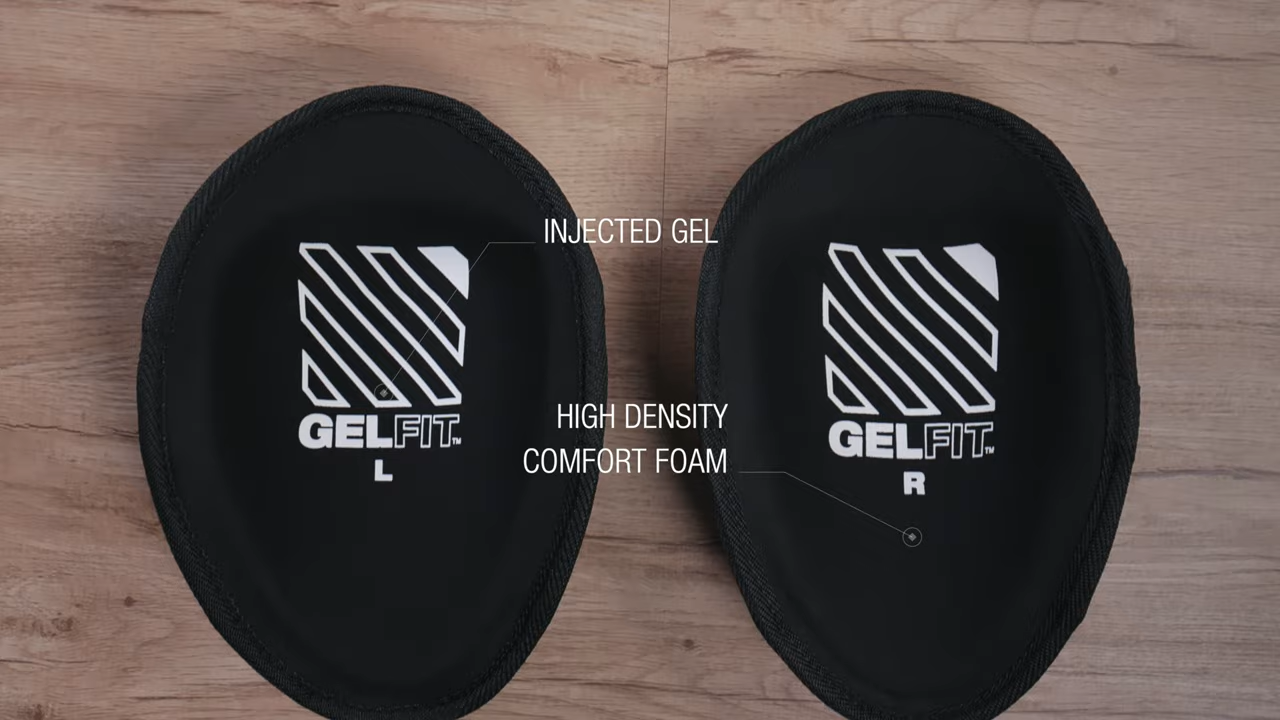 INJECTED GEL
GELFIT™
L
HIGH DENSITY
COMFORT FOAM
GELFIT™
R